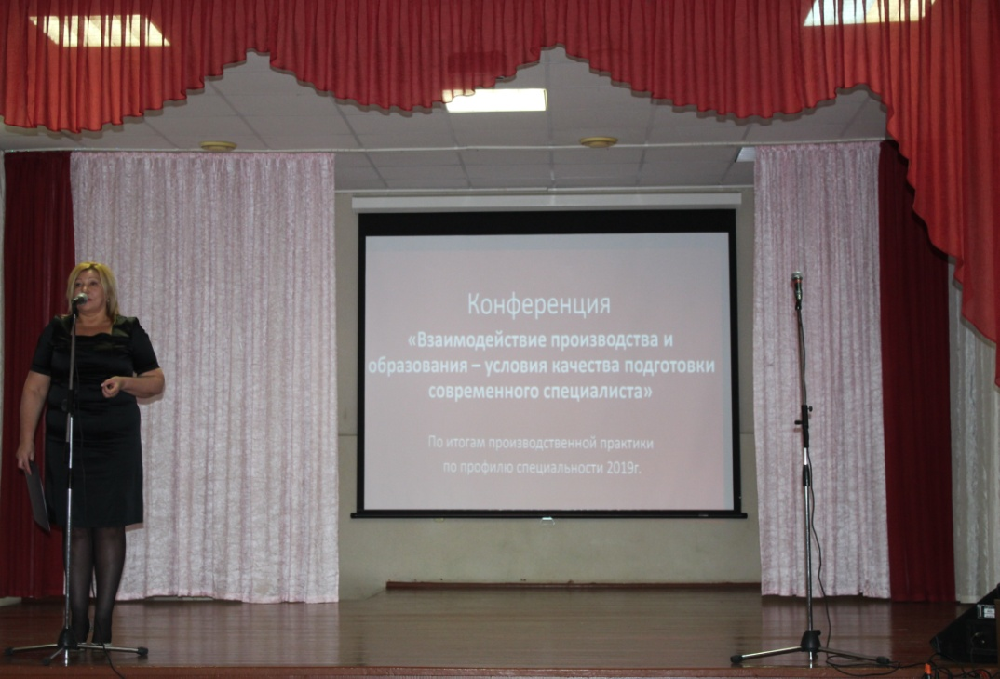 Конференция
«Взаимодействие производства и
образования – условия качества подготовки
современного специалиста»
По итогам производственной практики
по профилю специальности 2019г.